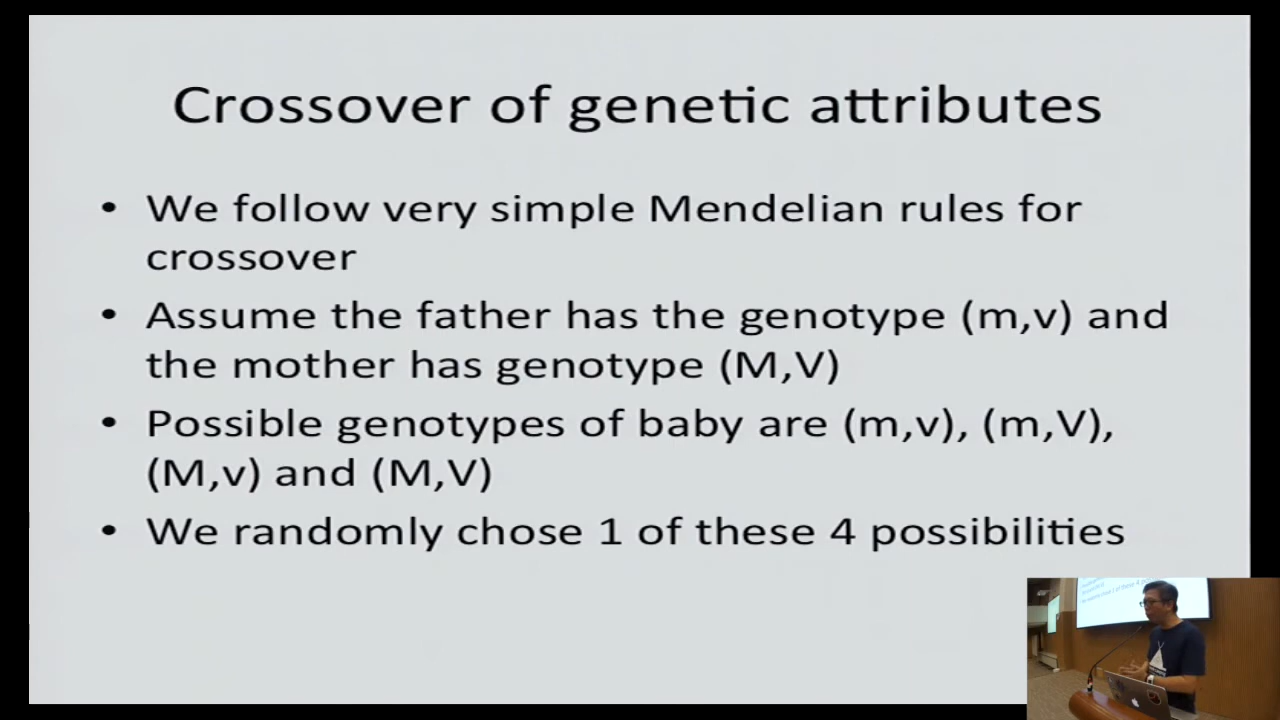 Crossover of genetic attributes
• We follow very simple Mendelian rules for
crossover
• Assume the father has the genotype (m,v) and
the mother has genotype (M,V)
• Possible genotypes of baby are (m,v), (m,V),
(M,v) and (M,V)
• We randomly chose 1 of these 4 possibilities